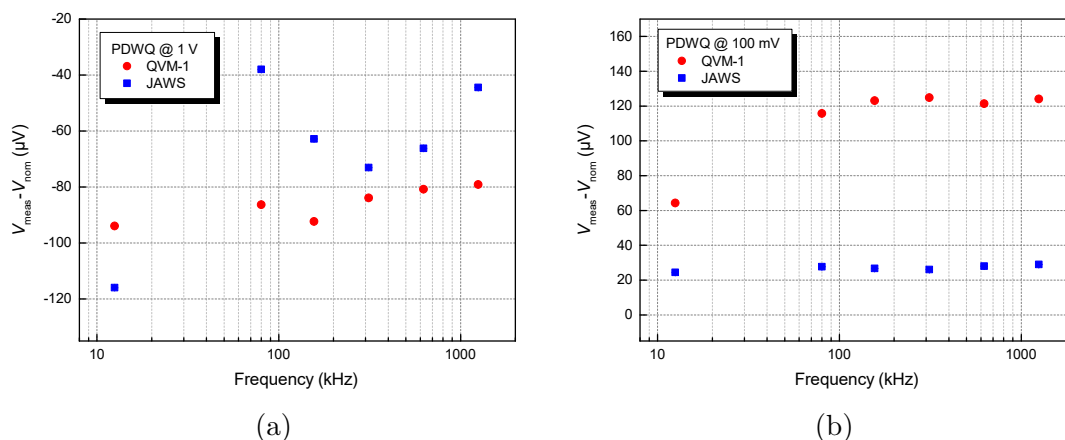 PDWQ @ 1 V
QVM-1
JAWS
-20
-40
-60
-80
-100
-120
V_meas-V_nom (µV)
10
100
1000
Frequency (kHz)
(a)
PDWQ @ 100 mV
QVM-1
JAWS
160
140
120
100
80
60
40
20
0
V_meas-V_nom (µV)
10
100
1000
Frequency (kHz)
(b)